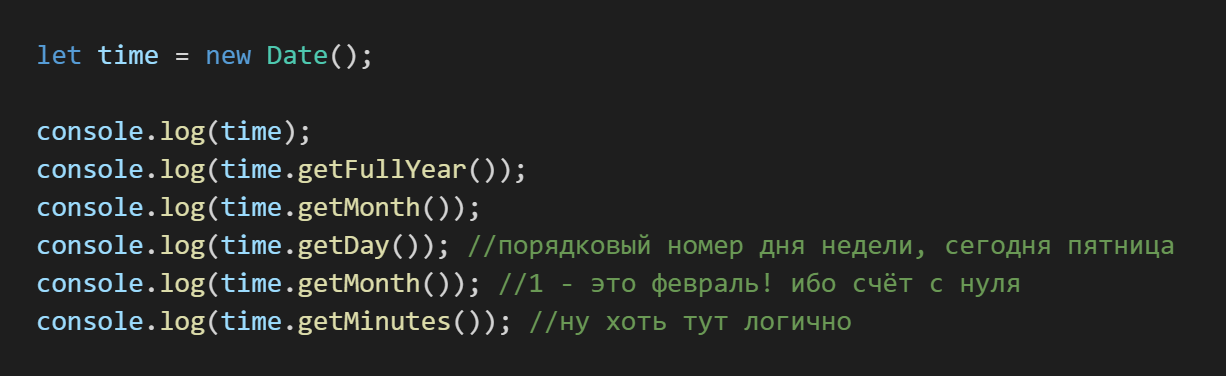 let time = new Date();
console.log(time);
console.log(time.getFullYear());
console.log(time.getMonth());
console.log(time.getDay()); //порядковый номер дня недели, сегодня пятница
console.log(time.getMonth()); //1 - это февраль! ибо счёт с нуля
console.log(time.getMinutes()); //ну хоть тут логично